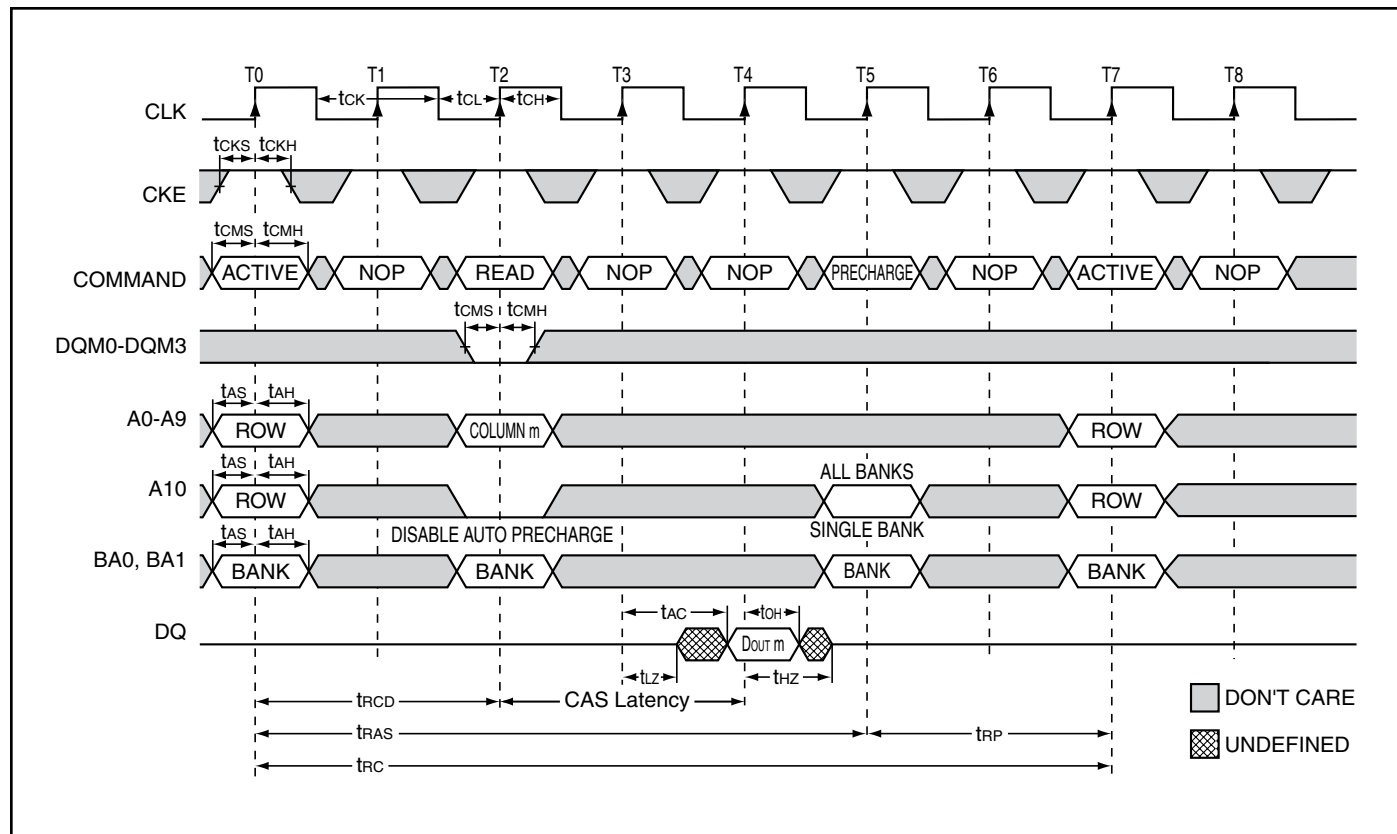 T0 T1 T2 T3 T4 T5 T6 T7 T8
CLK tCK tCL tCH
tCKS tCKH
CKE
tCMS tCMH
COMMAND ACTIVE NOP READ NOP NOP PRECHARGE NOP ACTIVE NOP
tCMS tCMH
DQM0-DQM3
tAS tAH
A0-A9 ROW COLUMN m ROW
tAS tAH ALL BANKS
A10 ROW ROW
DISABLE AUTO PRECHARGE SINGLE BANK
tAS tAH
BA0, BA1 BANK BANK BANK BANK
tAC tOH
DQ DOUT m
tLZ tHZ
tRCD CAS Latency DON'T CARE
tRAS tRP UNDEFINED
tRC